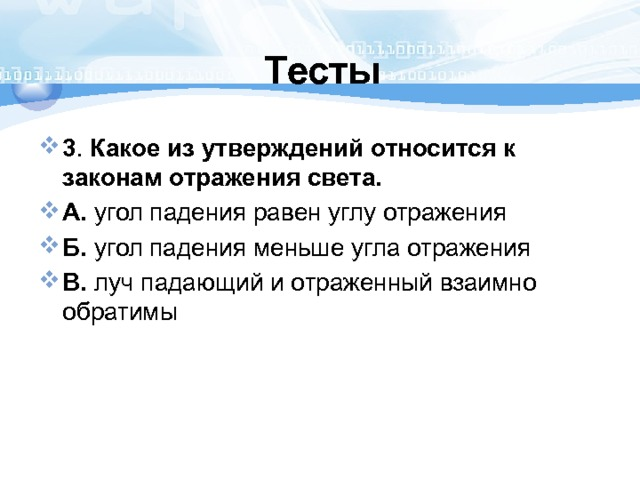 Тесты
3. Какое из утверждений относится к
законам отражения света.
А. угол падения равен углу отражения
Б. угол падения меньше угла отражения
В. луч падающий и отраженный взаимно
обратимы